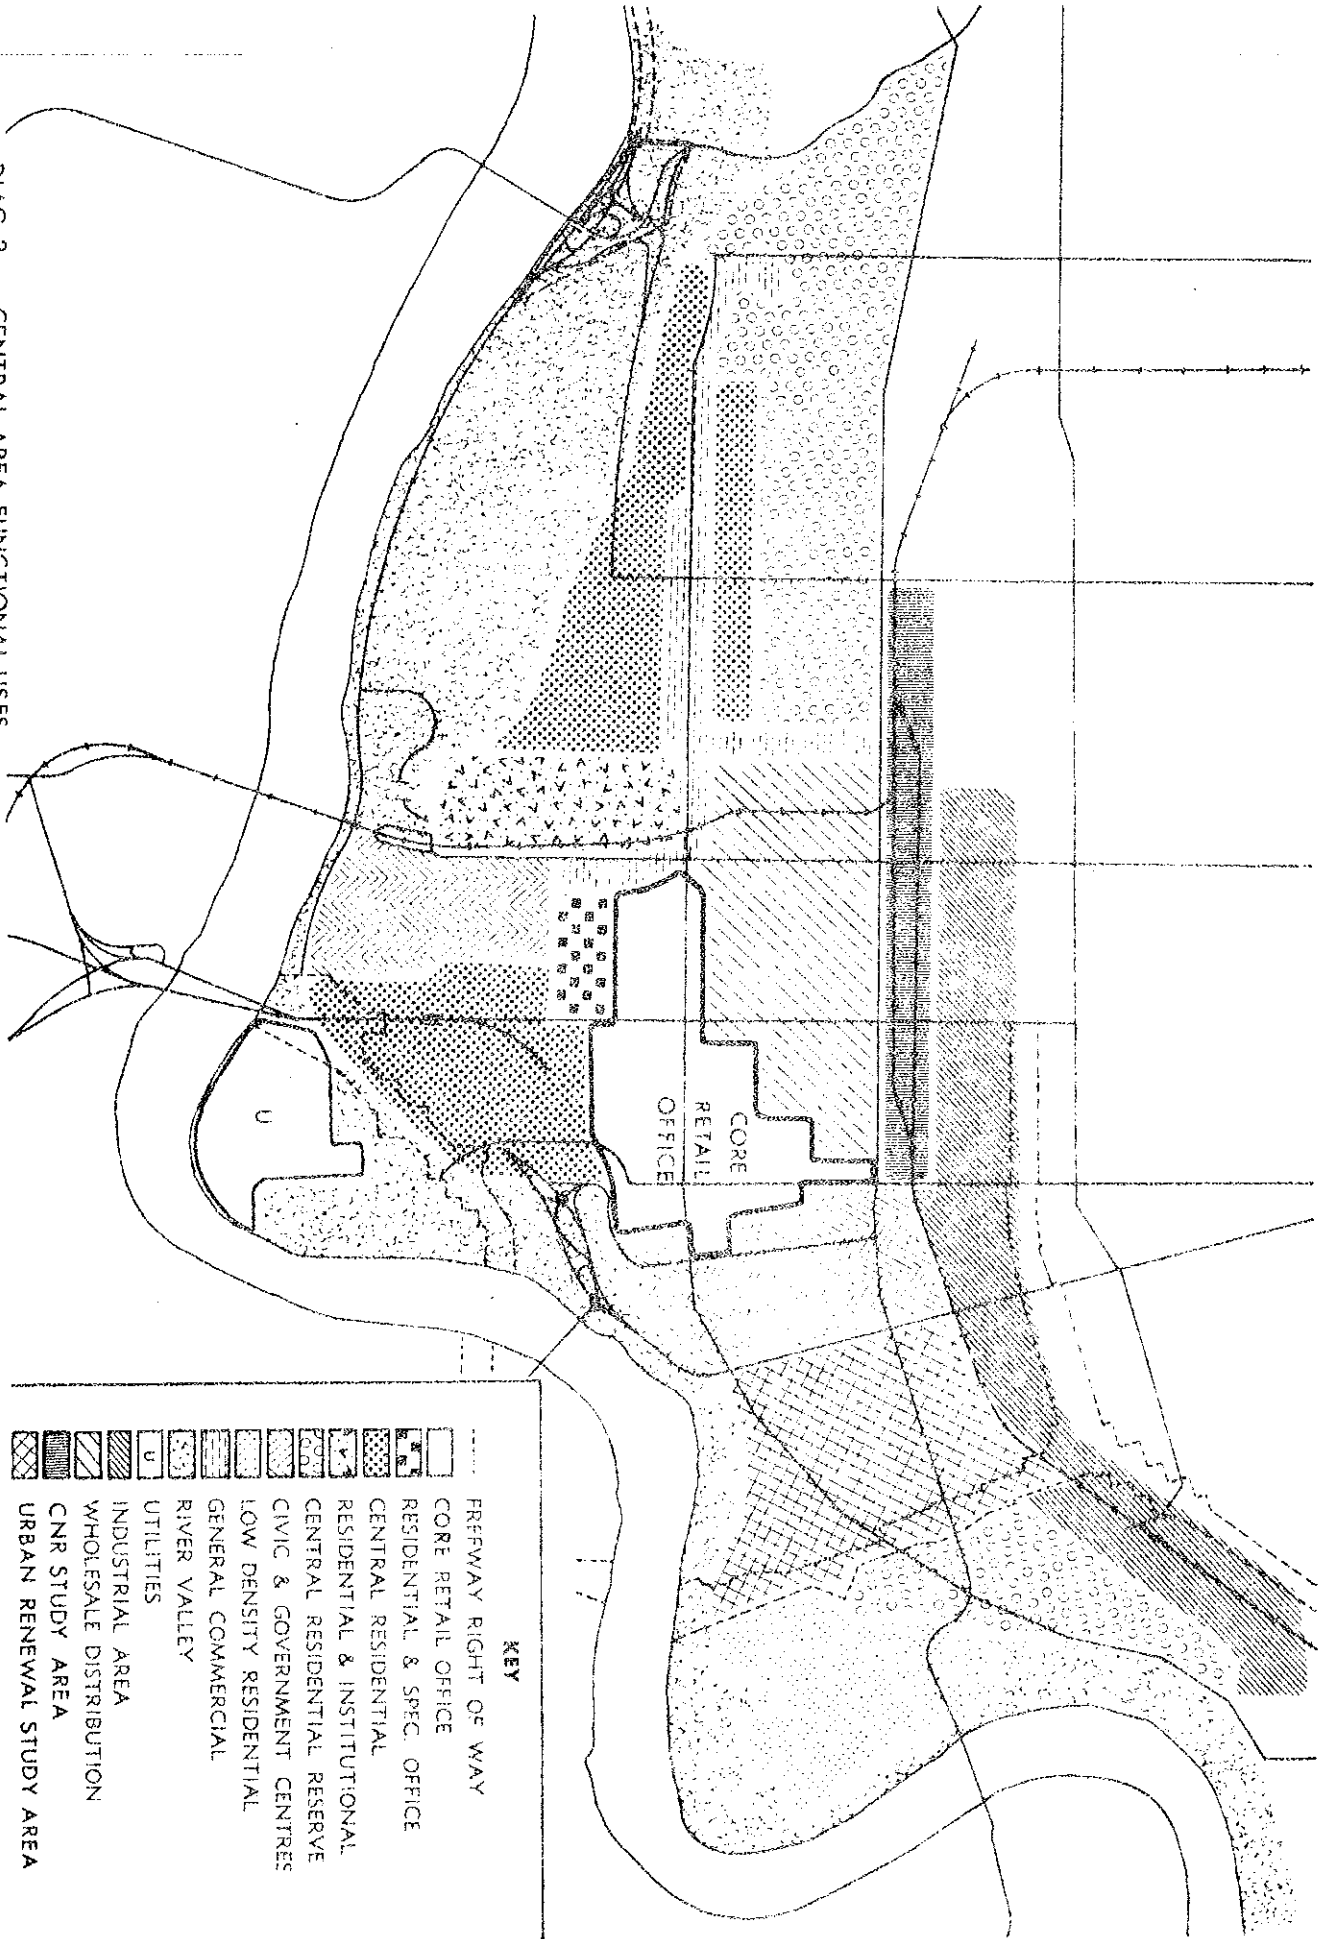 CORE
RETAIL
OFFICE
U
KEY
FREEWAY RIGHT OF WAY
CORE RETAIL OFFICE
RESIDENTIAL & SPEC. OFFICE
CENTRAL RESIDENTIAL
RESIDENTIAL & INSTITUTIONAL
CENTRAL RESIDENTIAL RESERVE
CIVIC & GOVERNMENT CENTRES
LOW DENSITY RESIDENTIAL
GENERAL COMMERCIAL
RIVER VALLEY
U UTILITIES
INDUSTRIAL AREA
WHOLESALE DISTRIBUTION
CNR STUDY AREA
URBAN RENEWAL STUDY AREA
CENTRAL AREA FUNCTIONAL USES